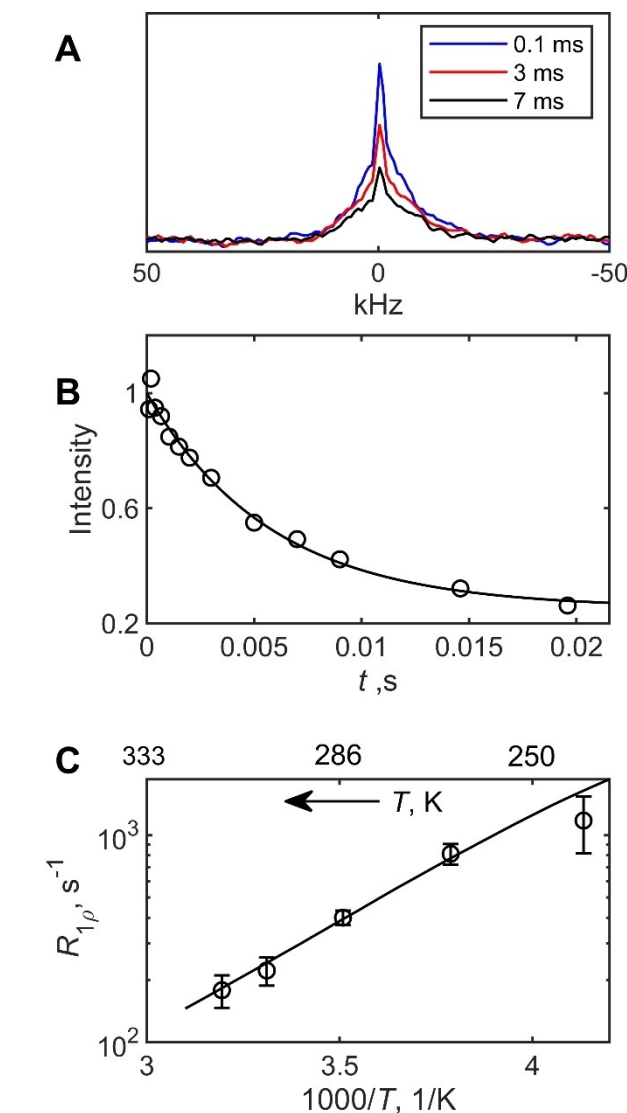 A
0.1 ms
3 ms
7 ms
50 0 -50
kHz
B
1
0.6
0.2
Intensity
0 0.005 0.01 0.015 0.02
t ,s
C
333 286 250
T, K
10³
10²
R₁ρ, s⁻¹
3 3.5 4
1000/T, 1/K